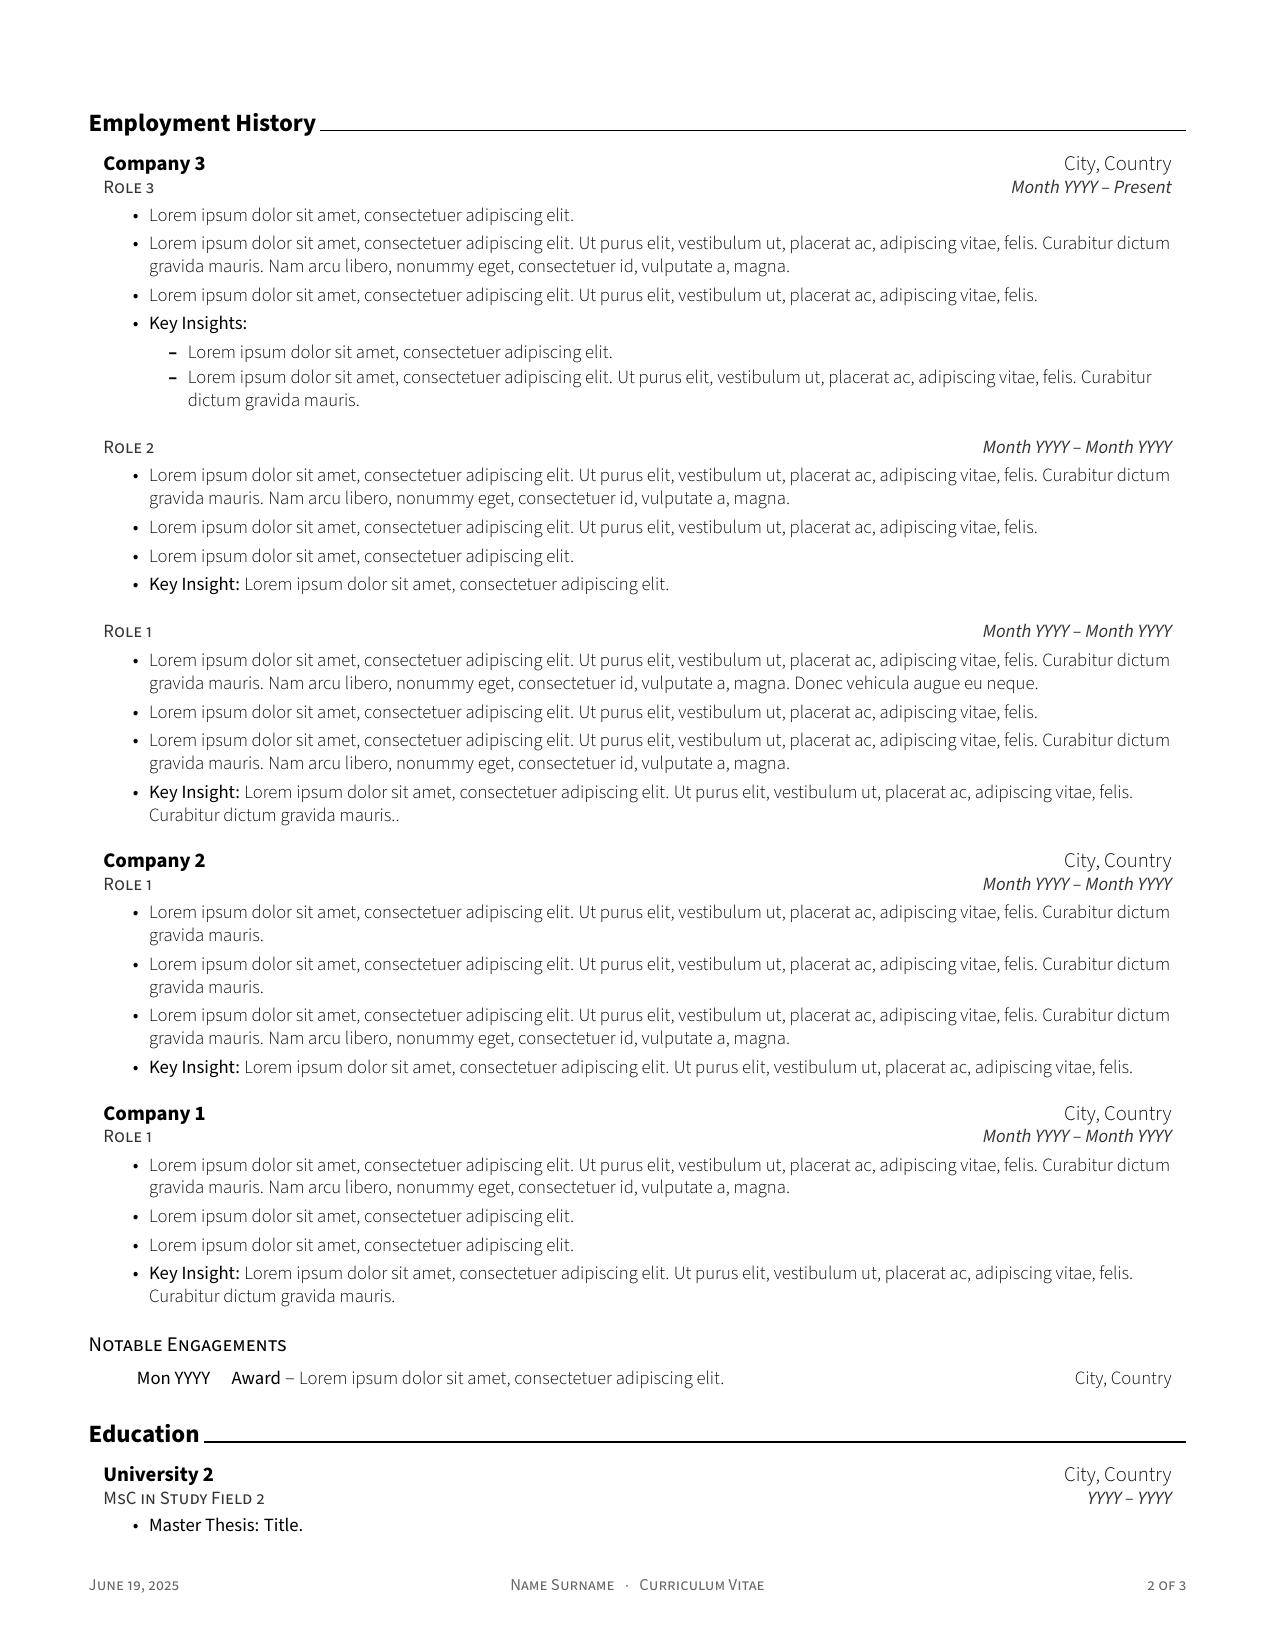 Employment History
Company 3 City, Country
Role 3 Month YYYY – Present
• Lorem ipsum dolor sit amet, consectetuer adipiscing elit.
• Lorem ipsum dolor sit amet, consectetuer adipiscing elit. Ut purus elit, vestibulum ut, placerat ac, adipiscing vitae, felis. Curabitur dictum
gravida mauris. Nam arcu libero, nonummy eget, consectetuer id, vulputate a, magna.
• Lorem ipsum dolor sit amet, consectetuer adipiscing elit. Ut purus elit, vestibulum ut, placerat ac, adipiscing vitae, felis.
• Key Insights:
– Lorem ipsum dolor sit amet, consectetuer adipiscing elit.
– Lorem ipsum dolor sit amet, consectetuer adipiscing elit. Ut purus elit, vestibulum ut, placerat ac, adipiscing vitae, felis. Curabitur
dictum gravida mauris.
Role 2 Month YYYY – Month YYYY
• Lorem ipsum dolor sit amet, consectetuer adipiscing elit. Ut purus elit, vestibulum ut, placerat ac, adipiscing vitae, felis. Curabitur dictum
gravida mauris. Nam arcu libero, nonummy eget, consectetuer id, vulputate a, magna.
• Lorem ipsum dolor sit amet, consectetuer adipiscing elit. Ut purus elit, vestibulum ut, placerat ac, adipiscing vitae, felis.
• Lorem ipsum dolor sit amet, consectetuer adipiscing elit.
• Key Insight: Lorem ipsum dolor sit amet, consectetuer adipiscing elit.
Role 1 Month YYYY – Month YYYY
• Lorem ipsum dolor sit amet, consectetuer adipiscing elit. Ut purus elit, vestibulum ut, placerat ac, adipiscing vitae, felis. Curabitur dictum
gravida mauris. Nam arcu libero, nonummy eget, consectetuer id, vulputate a, magna. Donec vehicula augue eu neque.
• Lorem ipsum dolor sit amet, consectetuer adipiscing elit. Ut purus elit, vestibulum ut, placerat ac, adipiscing vitae, felis.
• Lorem ipsum dolor sit amet, consectetuer adipiscing elit. Ut purus elit, vestibulum ut, placerat ac, adipiscing vitae, felis. Curabitur dictum
gravida mauris. Nam arcu libero, nonummy eget, consectetuer id, vulputate a, magna.
• Key Insight: Lorem ipsum dolor sit amet, consectetuer adipiscing elit. Ut purus elit, vestibulum ut, placerat ac, adipiscing vitae, felis.
Curabitur dictum gravida mauris..
Company 2 City, Country
Role 1 Month YYYY – Month YYYY
• Lorem ipsum dolor sit amet, consectetuer adipiscing elit. Ut purus elit, vestibulum ut, placerat ac, adipiscing vitae, felis. Curabitur dictum
gravida mauris.
• Lorem ipsum dolor sit amet, consectetuer adipiscing elit. Ut purus elit, vestibulum ut, placerat ac, adipiscing vitae, felis. Curabitur dictum
gravida mauris.
• Lorem ipsum dolor sit amet, consectetuer adipiscing elit. Ut purus elit, vestibulum ut, placerat ac, adipiscing vitae, felis. Curabitur dictum
gravida mauris. Nam arcu libero, nonummy eget, consectetuer id, vulputate a, magna.
• Key Insight: Lorem ipsum dolor sit amet, consectetuer adipiscing elit. Ut purus elit, vestibulum ut, placerat ac, adipiscing vitae, felis.
Company 1 City, Country
Role 1 Month YYYY – Month YYYY
• Lorem ipsum dolor sit amet, consectetuer adipiscing elit. Ut purus elit, vestibulum ut, placerat ac, adipiscing vitae, felis. Curabitur dictum
gravida mauris. Nam arcu libero, nonummy eget, consectetuer id, vulputate a, magna.
• Lorem ipsum dolor sit amet, consectetuer adipiscing elit.
• Lorem ipsum dolor sit amet, consectetuer adipiscing elit.
• Key Insight: Lorem ipsum dolor sit amet, consectetuer adipiscing elit. Ut purus elit, vestibulum ut, placerat ac, adipiscing vitae, felis.
Curabitur dictum gravida mauris.
Notable Engagements
Mon YYYY Award – Lorem ipsum dolor sit amet, consectetuer adipiscing elit. City, Country
Education
University 2 City, Country
MsC in Study Field 2 YYYY – YYYY
• Master Thesis: Title.
June 19, 2025 Name Surname · Curriculum Vitae 2 of 3